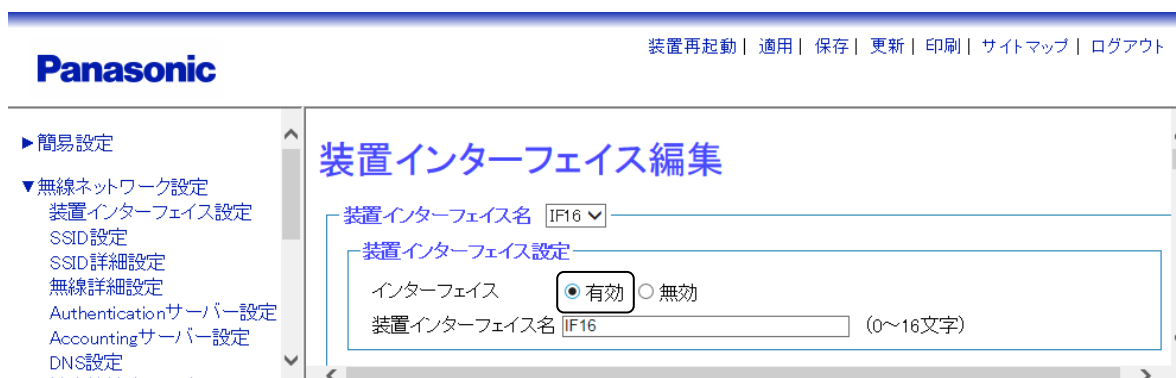 装置再起動| 適用| 保存| 更新| 印刷| サイトマップ| ログアウト
Panasonic
▶簡易設定
▼無線ネットワーク設定
装置インターフェイス設定
SSID設定
SSID詳細設定
無線詳細設定
Authenticationサーバー設定
Accountingサーバー設定
DNS設定
装置インターフェイス編集
装置インターフェイス名 IF16
装置インターフェイス設定
インターフェイス 有効 無効
装置インターフェイス名 IF16 (0～16文字)